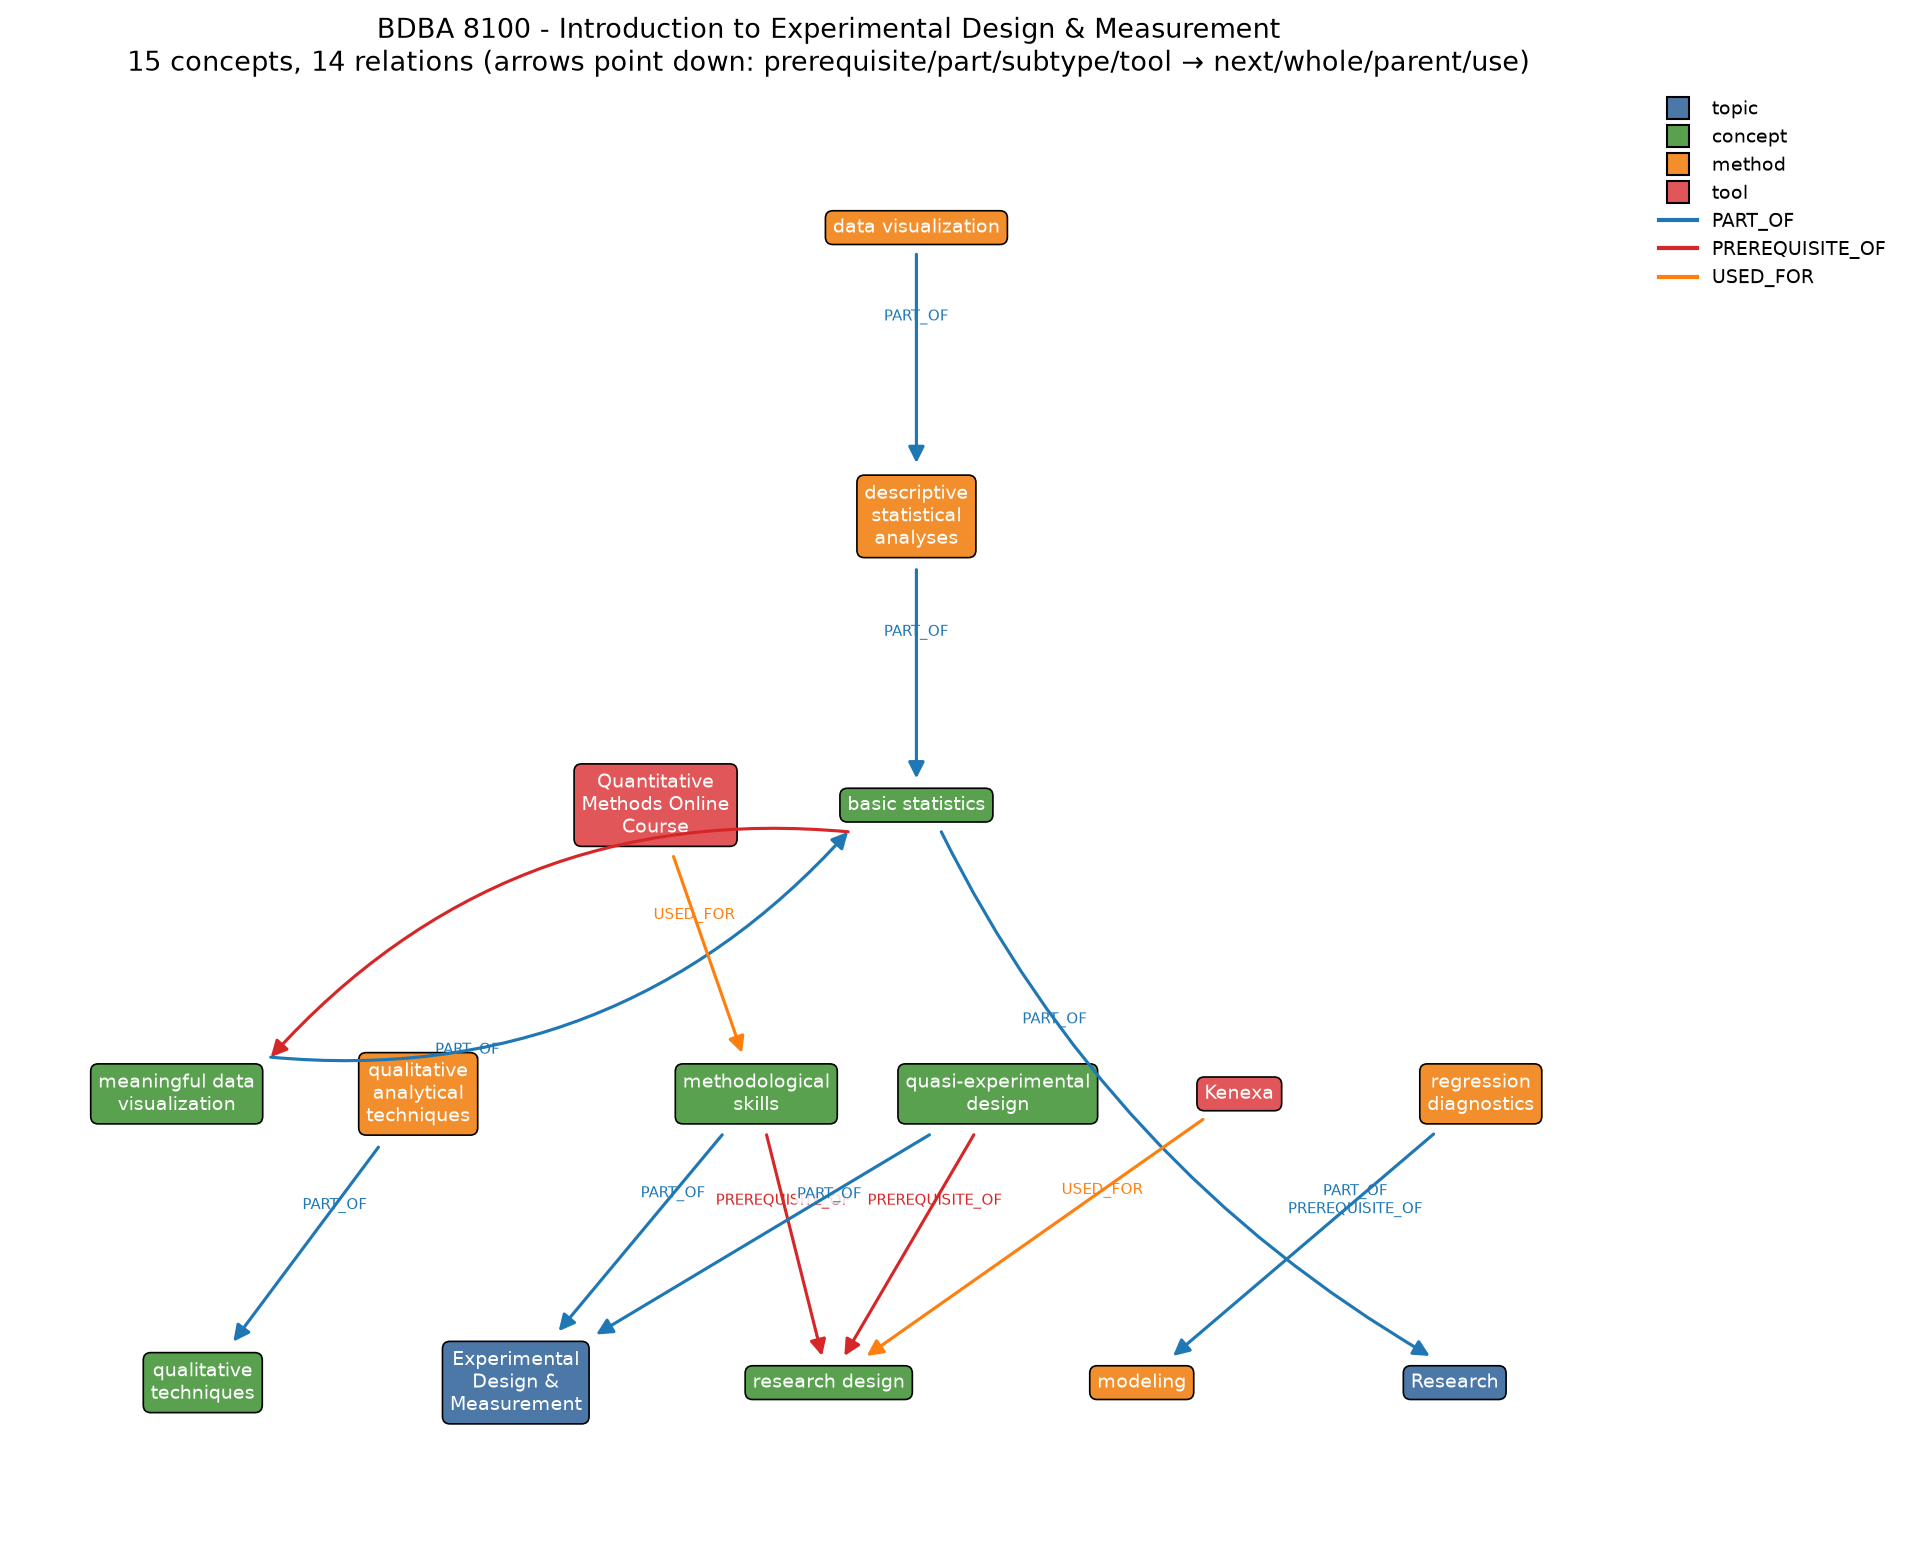 BDBA 8100 - Introduction to Experimental Design & Measurement
15 concepts, 14 relations (arrows point down: prerequisite/part/subtype/tool → next/whole/parent/use)
topic
concept
method
tool
PART_OF
PREREQUISITE_OF
USED_FOR
data visualization
PART_OF
descriptive
statistical
analyses
PART_OF
Quantitative
Methods Online
Course
basic statistics
USED_FOR
PART_OF
PART_OF
meaningful data
visualization
qualitative
analytical
techniques
methodological
skills
quasi-experimental
design
Kenexa
regression
diagnostics
PART_OF
PART_OF
PREREQUISITE_OF
PART_OF
PREREQUISITE_OF
USED_FOR
PART_OF
PREREQUISITE_OF
qualitative
techniques
Experimental
Design &
Measurement
research design
modeling
Research